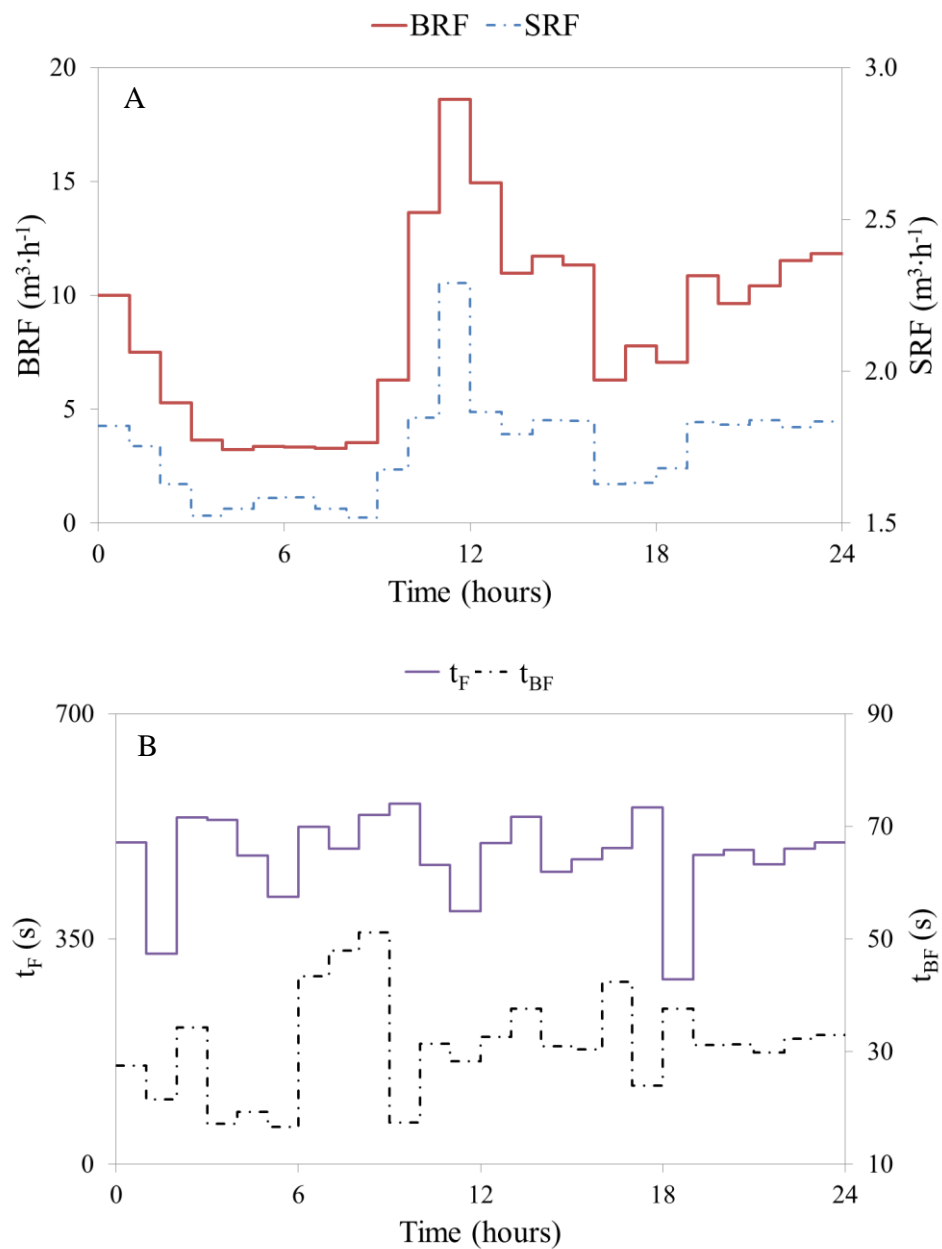 BRF SRF
A
20
15
10
5
0
3.0
2.5
2.0
1.5
BRF (m³·h⁻¹)
SRF (m³·h⁻¹)
0 6 12 18 24
Time (hours)
t_F t_BF
B
700
350
0
90
70
50
30
10
t_F (s)
t_BF (s)
0 6 12 18 24
Time (hours)